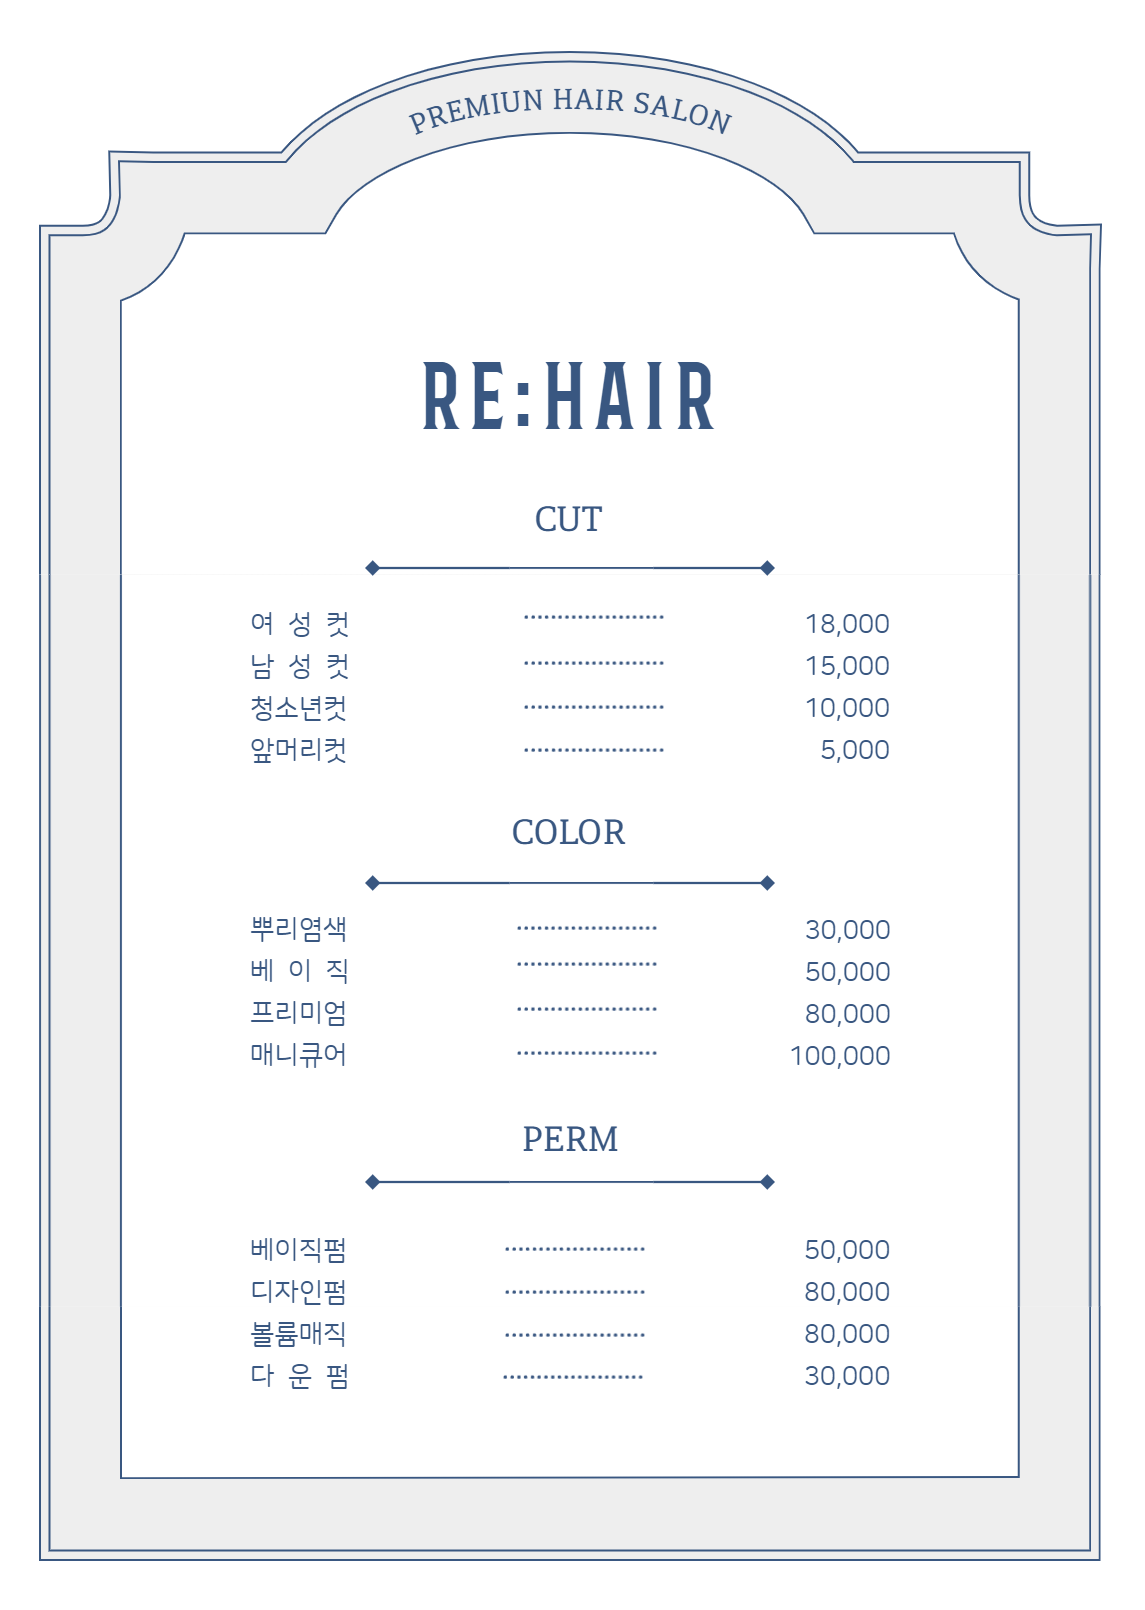 PREMIUN HAIR SALON
RE:HAIR
CUT
여 성 컷 ····················· 18,000
남 성 컷 ····················· 15,000
청소년컷 ····················· 10,000
앞머리컷 ····················· 5,000
COLOR
뿌리염색 ····················· 30,000
베 이 직 ····················· 50,000
프리미엄 ····················· 80,000
매니큐어 ····················· 100,000
PERM
베이직펌 ····················· 50,000
디자인펌 ····················· 80,000
볼륨매직 ····················· 80,000
다 운 펌 ····················· 30,000